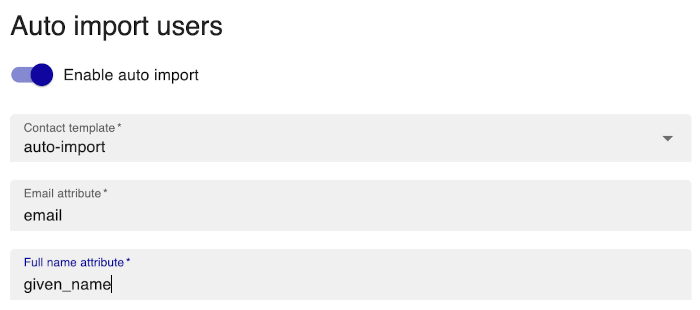 Auto import users
Enable auto import
Contact template*
auto-import
Email attribute*
email
Full name attribute*
given_name